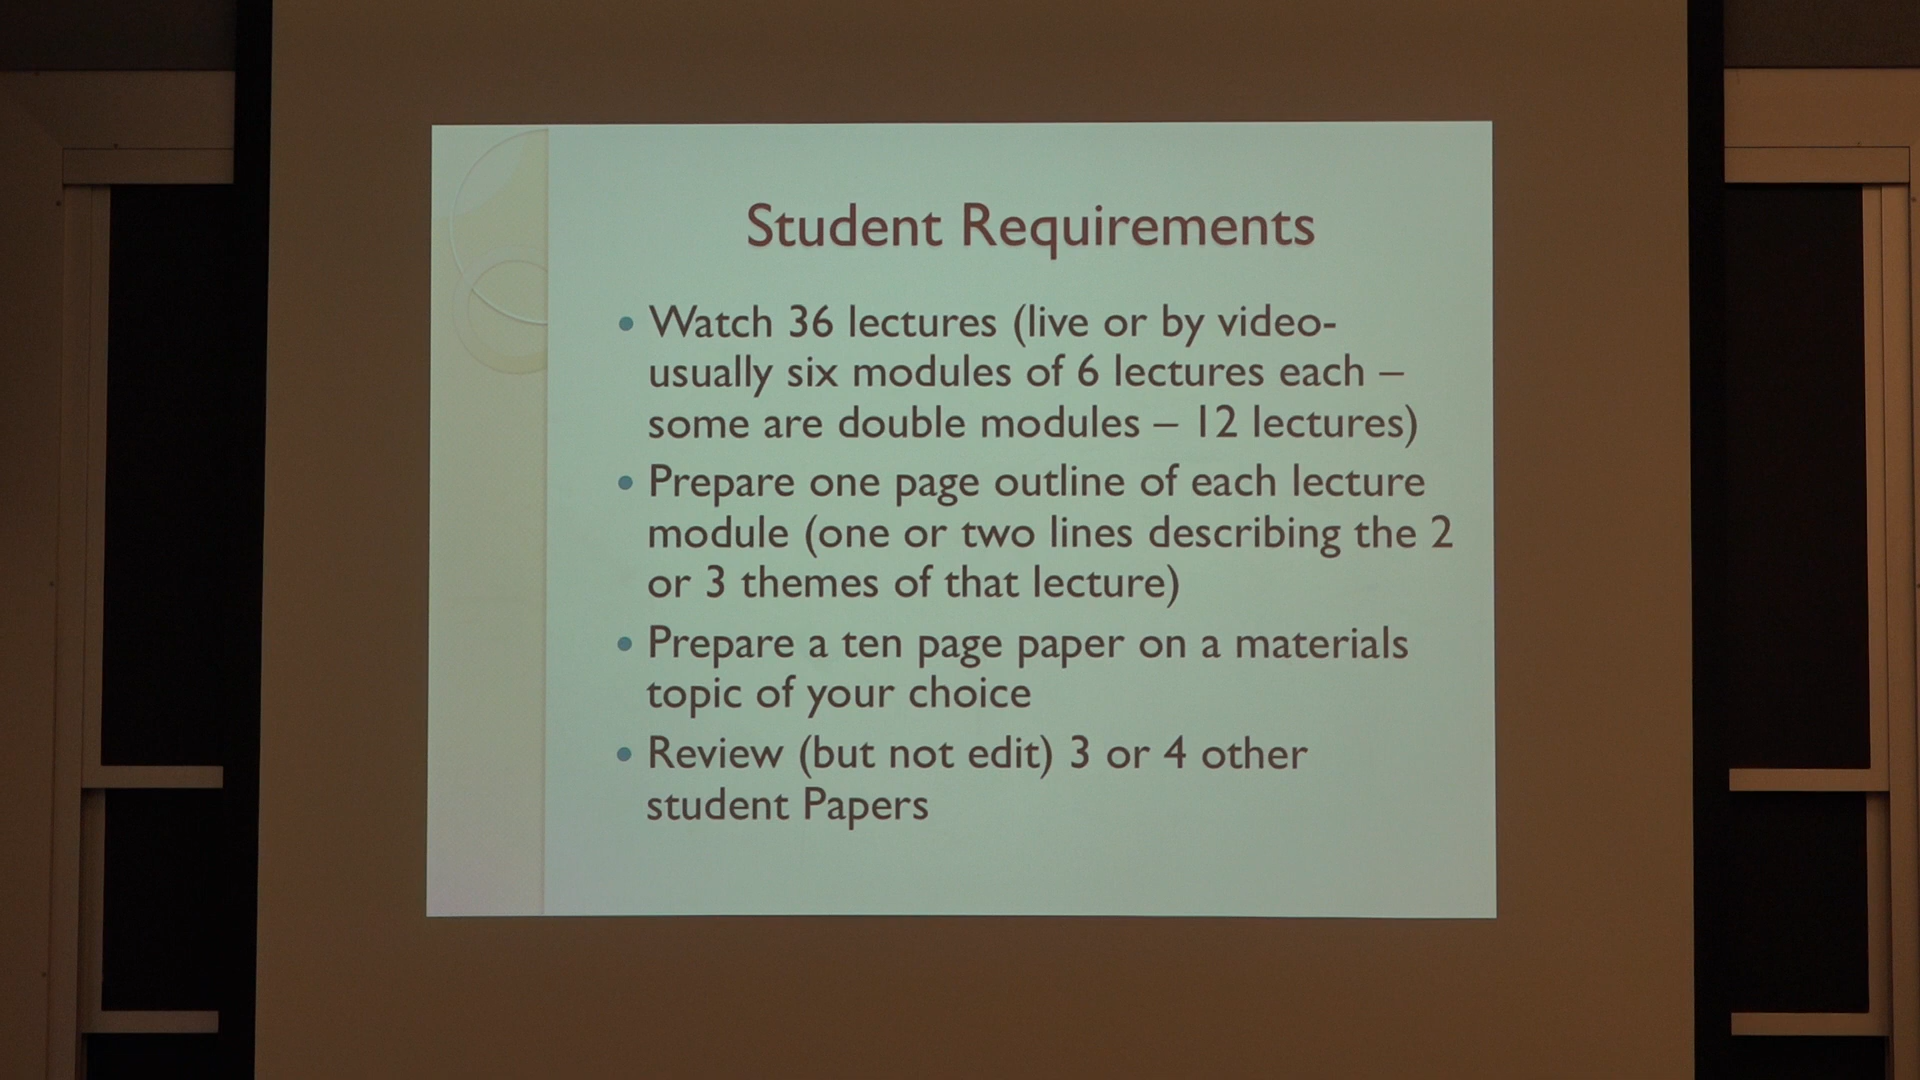 Student Requirements
• Watch 36 lectures (live or by video-
usually six modules of 6 lectures each –
some are double modules – 12 lectures)
• Prepare one page outline of each lecture
module (one or two lines describing the 2
or 3 themes of that lecture)
• Prepare a ten page paper on a materials
topic of your choice
• Review (but not edit) 3 or 4 other
student Papers